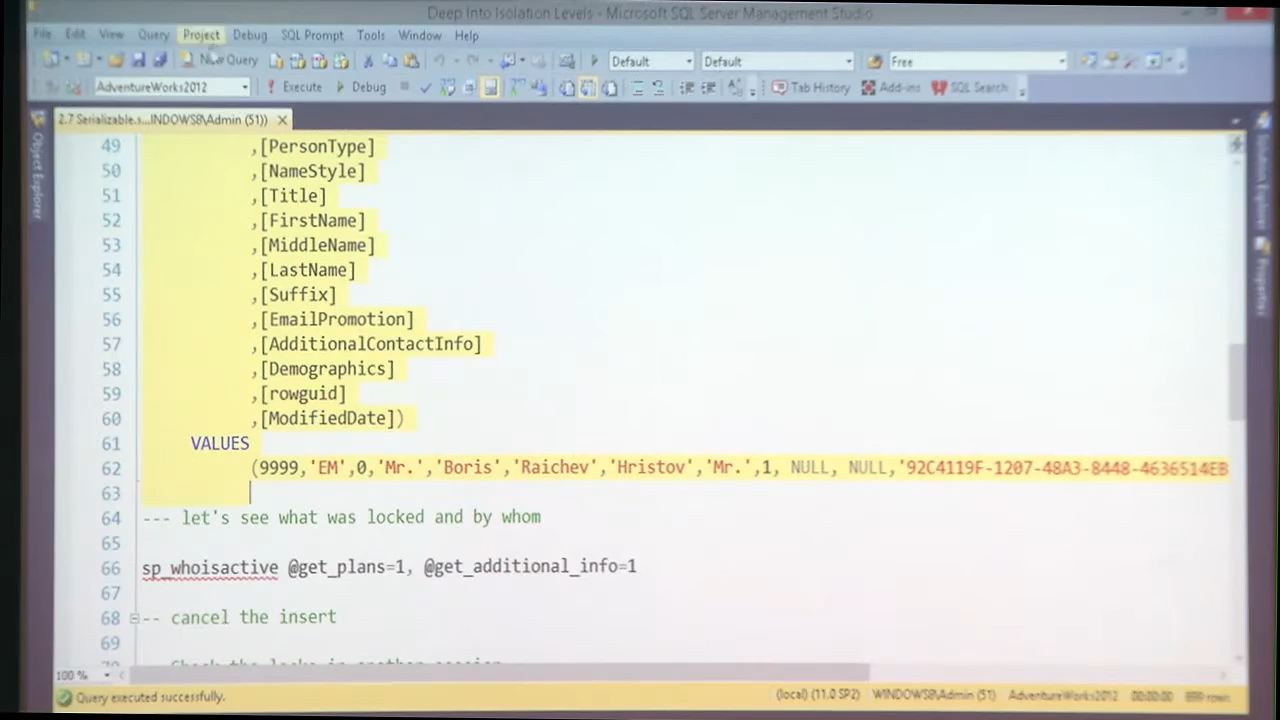 Deep Into Isolation Levels - Microsoft SQL Server Management Studio
File Edit View Query Project Debug SQL Prompt Tools Window Help
New Query Default Default Free
AdventureWorks2012 Execute Debug Tab History Add-ins SQL Search
2.7 Serializable.s...INDOWS8\Admin (51))
Object Explorer
Solution Explorer
Properties
49 ,[PersonType]
50 ,[NameStyle]
51 ,[Title]
52 ,[FirstName]
53 ,[MiddleName]
54 ,[LastName]
55 ,[Suffix]
56 ,[EmailPromotion]
57 ,[AdditionalContactInfo]
58 ,[Demographics]
59 ,[rowguid]
60 ,[ModifiedDate])
61 VALUES
62 (9999,'EM',0,'Mr.','Boris','Raichev','Hristov','Mr.',1, NULL, NULL,'92C4119F-1207-48A3-8448-4636514EB
63
64 --- let's see what was locked and by whom
65
66 sp_whoisactive @get_plans=1, @get_additional_info=1
67
68 -- cancel the insert
69
100 %
Query executed successfully. (local) (11.0 SP2) WINDOWS8\Admin (51) AdventureWorks2012 00:00:00 rows